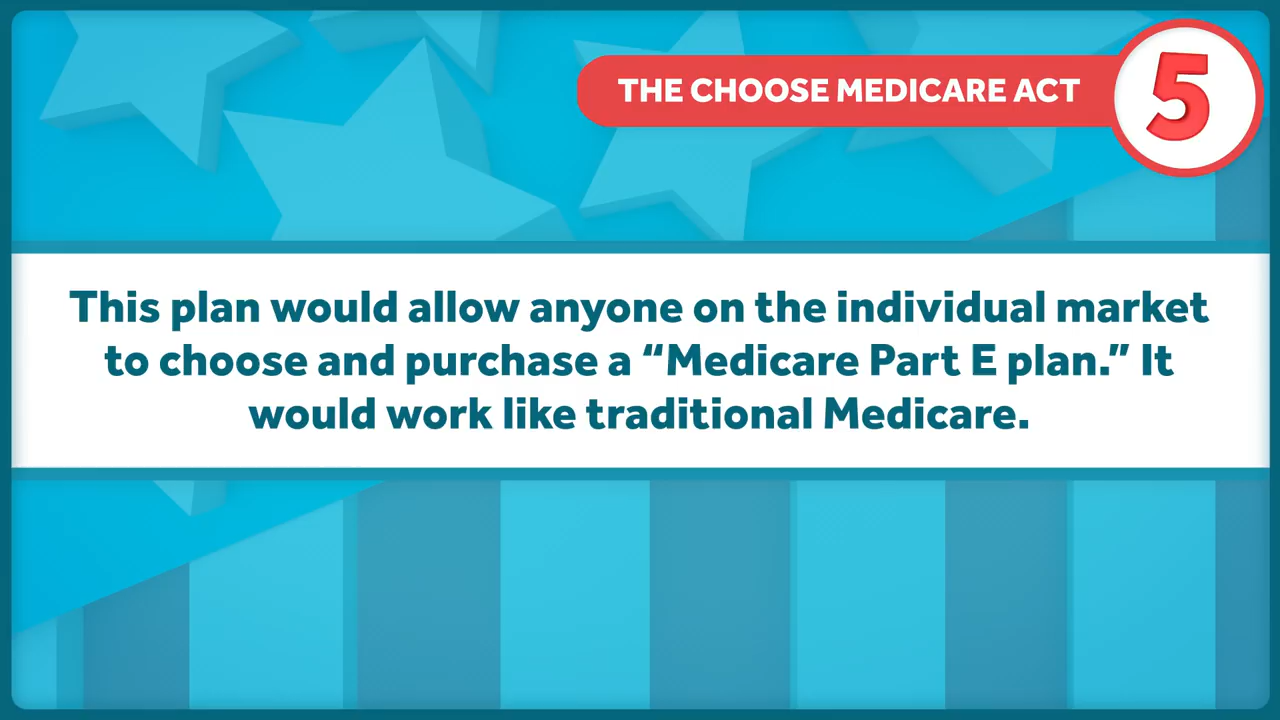 THE CHOOSE MEDICARE ACT
5
This plan would allow anyone on the individual market
to choose and purchase a “Medicare Part E plan.” It
would work like traditional Medicare.